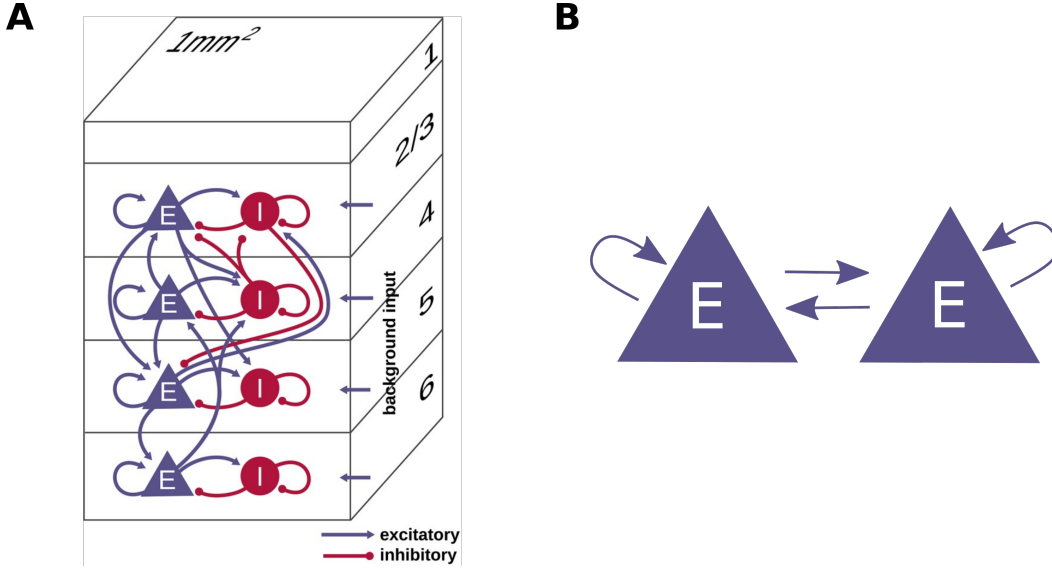 A
B
1mm²
1
2/3
4
5
6
E
I
E
I
E
I
E
I
background input
excitatory
inhibitory
E
E